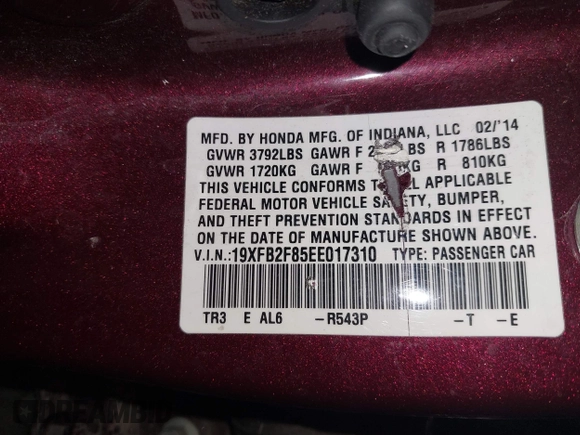 MFD. BY HONDA MFG. OF INDIANA, LLC 02/'14
GVWR 3792LBS GAWR F 2 BS R 1786LBS
GVWR 1720KG GAWR F KG R 810KG
THIS VEHICLE CONFORMS T ALL APPLICABLE
FEDERAL MOTOR VEHICLE SAFETY, BUMPER,
AND THEFT PREVENTION STANDARDS IN EFFECT
ON THE DATE OF MANUFACTURE SHOWN ABOVE.
V.I.N.: 19XFB2F85EE017310 TYPE: PASSENGER CAR
TR3 E AL6 -R543P -T -E